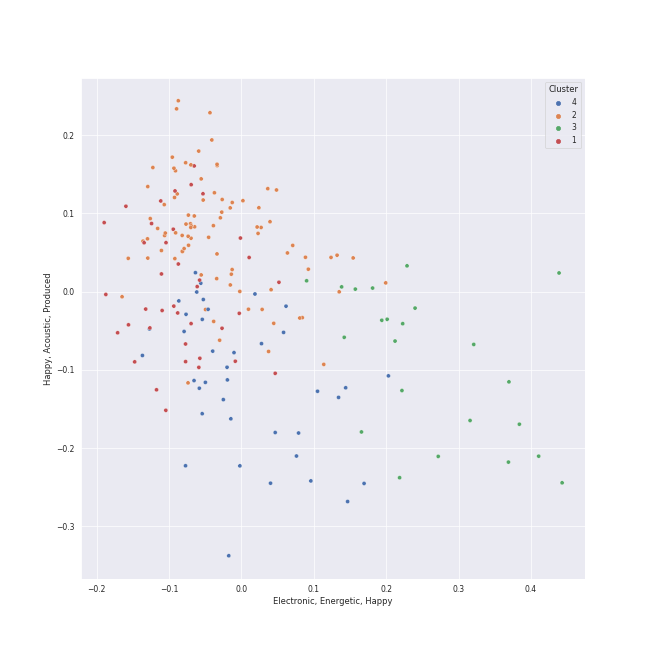 Cluster
4
2
3
1
0.2
0.1
0.0
−0.1
−0.2
−0.3
Happy, Acoustic, Produced
−0.2 −0.1 0.0 0.1 0.2 0.3 0.4
Electronic, Energetic, Happy